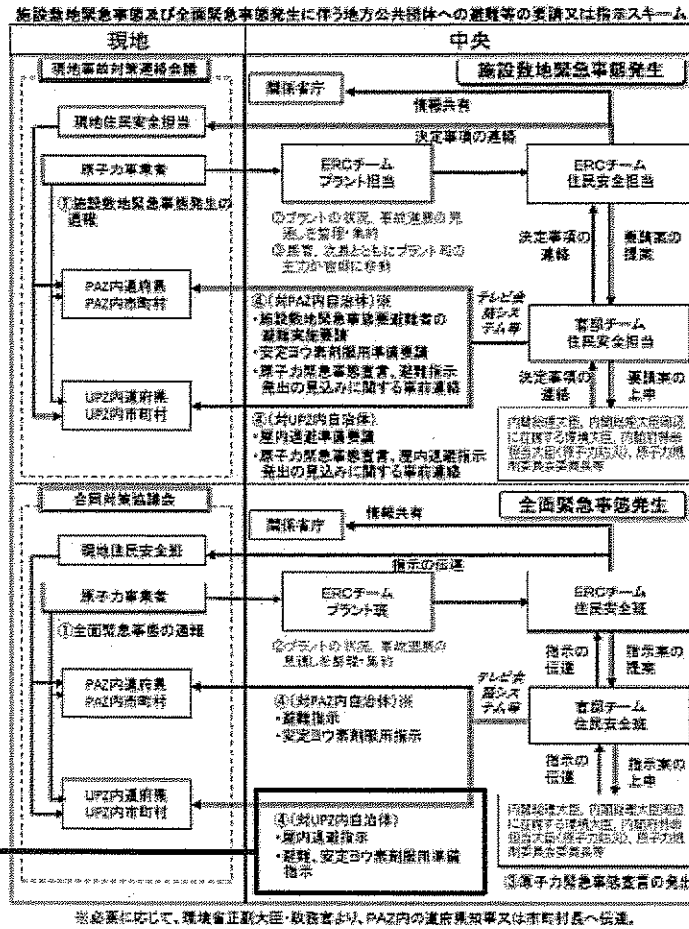 施設敷地緊急事態及び全面緊急事態発生に伴う地方公共団体への避難等の要請又は指示スキーム
現地
中央
現地事故対策連絡会議
施設敷地緊急事態発生
関係省庁
情報共有
現地住民安全担当
決定事項の連絡
原子力事業者
ERCチーム
プラント担当
ERCチーム
住民安全担当
①施設敷地緊急事態発生の
通報
②プラントの状況、事故進展の見
通しを整理・集約
決定事項の
連絡
要請案の
提案
PAZ内道府県
PAZ内市町村
④(対PAZ内自治体)※
・施設敷地緊急事態要避難者の
避難実施要請
・安定ヨウ素剤服用準備要請
・原子力緊急事態宣言、避難指示
発出の見込みに関する事前連絡
テレビ会
議シス
テム等
官邸チーム
住民安全担当
決定事項の
連絡
要請案の
上申
UPZ内道府県
UPZ内市町村
④(対UPZ内自治体)
・屋内退避準備要請
・原子力緊急事態宣言、屋内退避指示
発出の見込みに関する事前連絡
合同対策協議会
全面緊急事態発生
関係省庁
情報共有
現地住民安全班
指示の伝達
原子力事業者
ERCチーム
プラント班
ERCチーム
住民安全班
①全面緊急事態の通報
②プラントの状況、事故進展の
見通しを整理・集約
指示の
伝達
指示案の
提案
PAZ内道府県
PAZ内市町村
④(対PAZ内自治体)※
・避難指示
・安定ヨウ素剤服用指示
テレビ会
議シス
テム等
官邸チーム
住民安全班
指示の
伝達
指示案の
上申
UPZ内道府県
UPZ内市町村
④(対UPZ内自治体)
・屋内退避指示
・避難、安定ヨウ素剤服用準備
指示
③原子力緊急事態宣言の発出
※必要に応じて、環境省正副大臣・政務官より、PAZ内の道府県知事又は市町村長へ伝達。